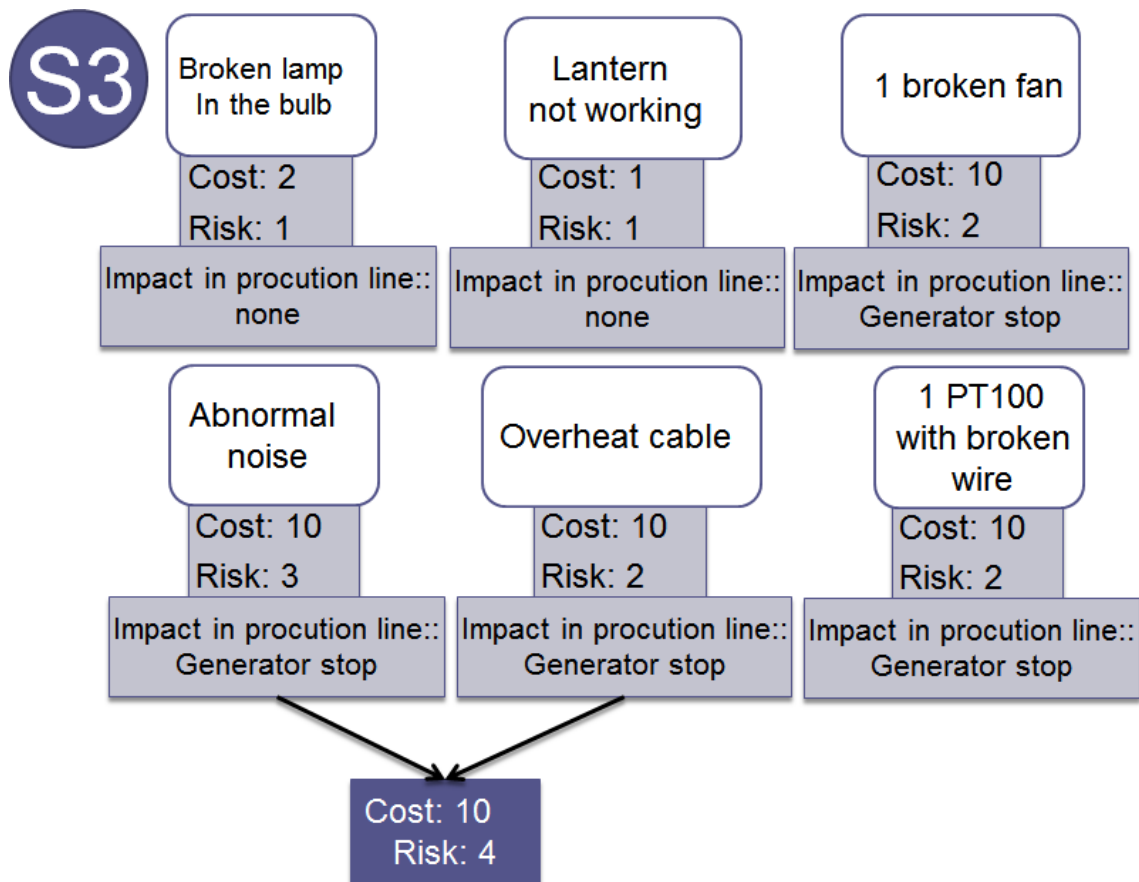 S3
Broken lamp
In the bulb
Cost: 2
Risk: 1
Impact in procution line::
none
Lantern
not working
Cost: 1
Risk: 1
Impact in procution line::
none
1 broken fan
Cost: 10
Risk: 2
Impact in procution line::
Generator stop
Abnormal
noise
Cost: 10
Risk: 3
Impact in procution line::
Generator stop
Overheat cable
Cost: 10
Risk: 2
Impact in procution line::
Generator stop
1 PT100
with broken
wire
Cost: 10
Risk: 2
Impact in procution line::
Generator stop
Cost: 10
Risk: 4